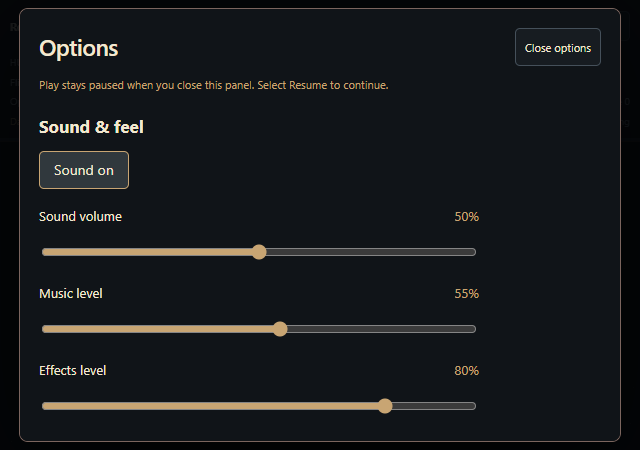 Options
Close options
Play stays paused when you close this panel. Select Resume to continue.
Sound & feel
Sound on
Sound volume 50%
Music level 55%
Effects level 80%